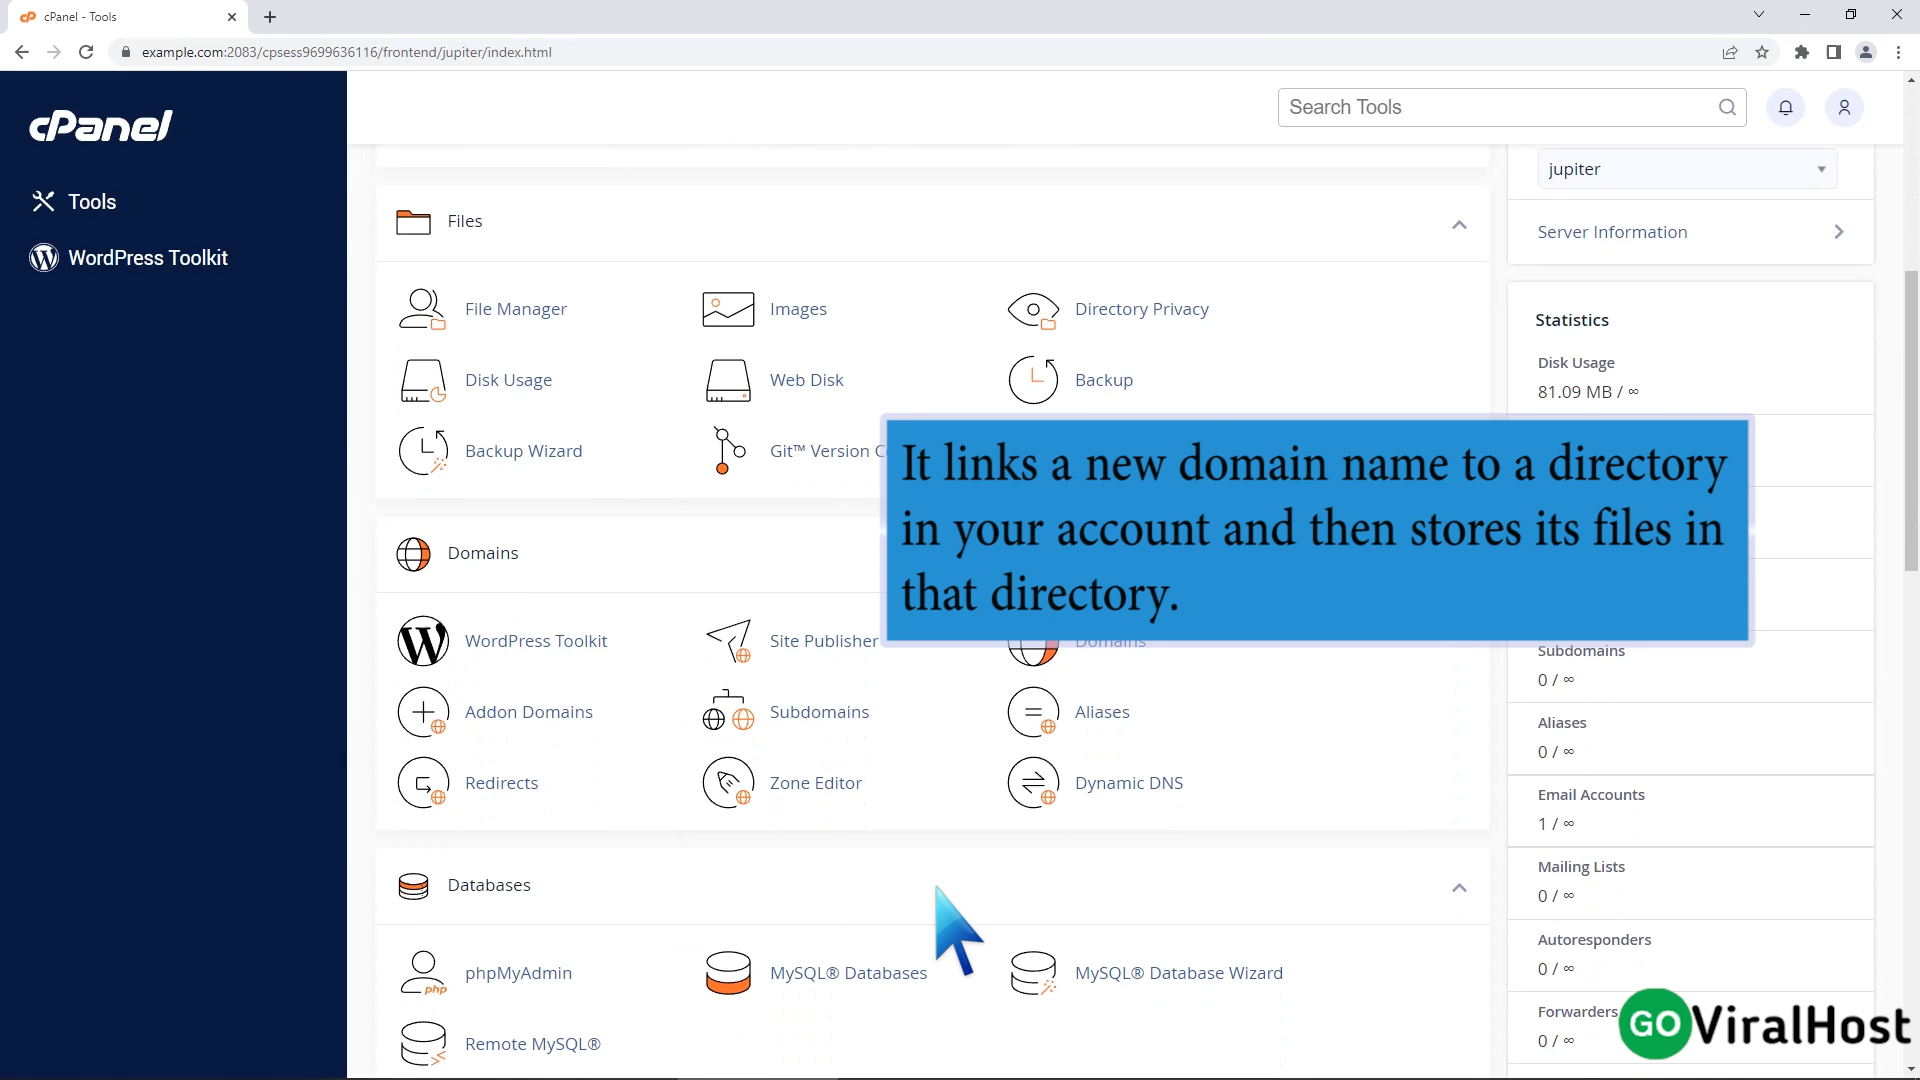 cPanel - Tools
example.com:2083/cpsess9699636116/frontend/jupiter/index.html
cPanel
Search Tools
Tools
WordPress Toolkit
jupiter
Server Information
Files
File Manager
Images
Directory Privacy
Disk Usage
Web Disk
Backup
Backup Wizard
Git™ Version C
It links a new domain name to a directory
in your account and then stores its files in
that directory.
Domains
WordPress Toolkit
Site Publisher
Domains
Addon Domains
Subdomains
Aliases
Redirects
Zone Editor
Dynamic DNS
Databases
phpMyAdmin
php
MySQL® Databases
MySQL® Database Wizard
Remote MySQL®
Statistics
Disk Usage
81.09 MB / ∞
Subdomains
0 / ∞
Aliases
0 / ∞
Email Accounts
1 / ∞
Mailing Lists
0 / ∞
Autoresponders
0 / ∞
Forwarders
0 / ∞
GO ViralHost